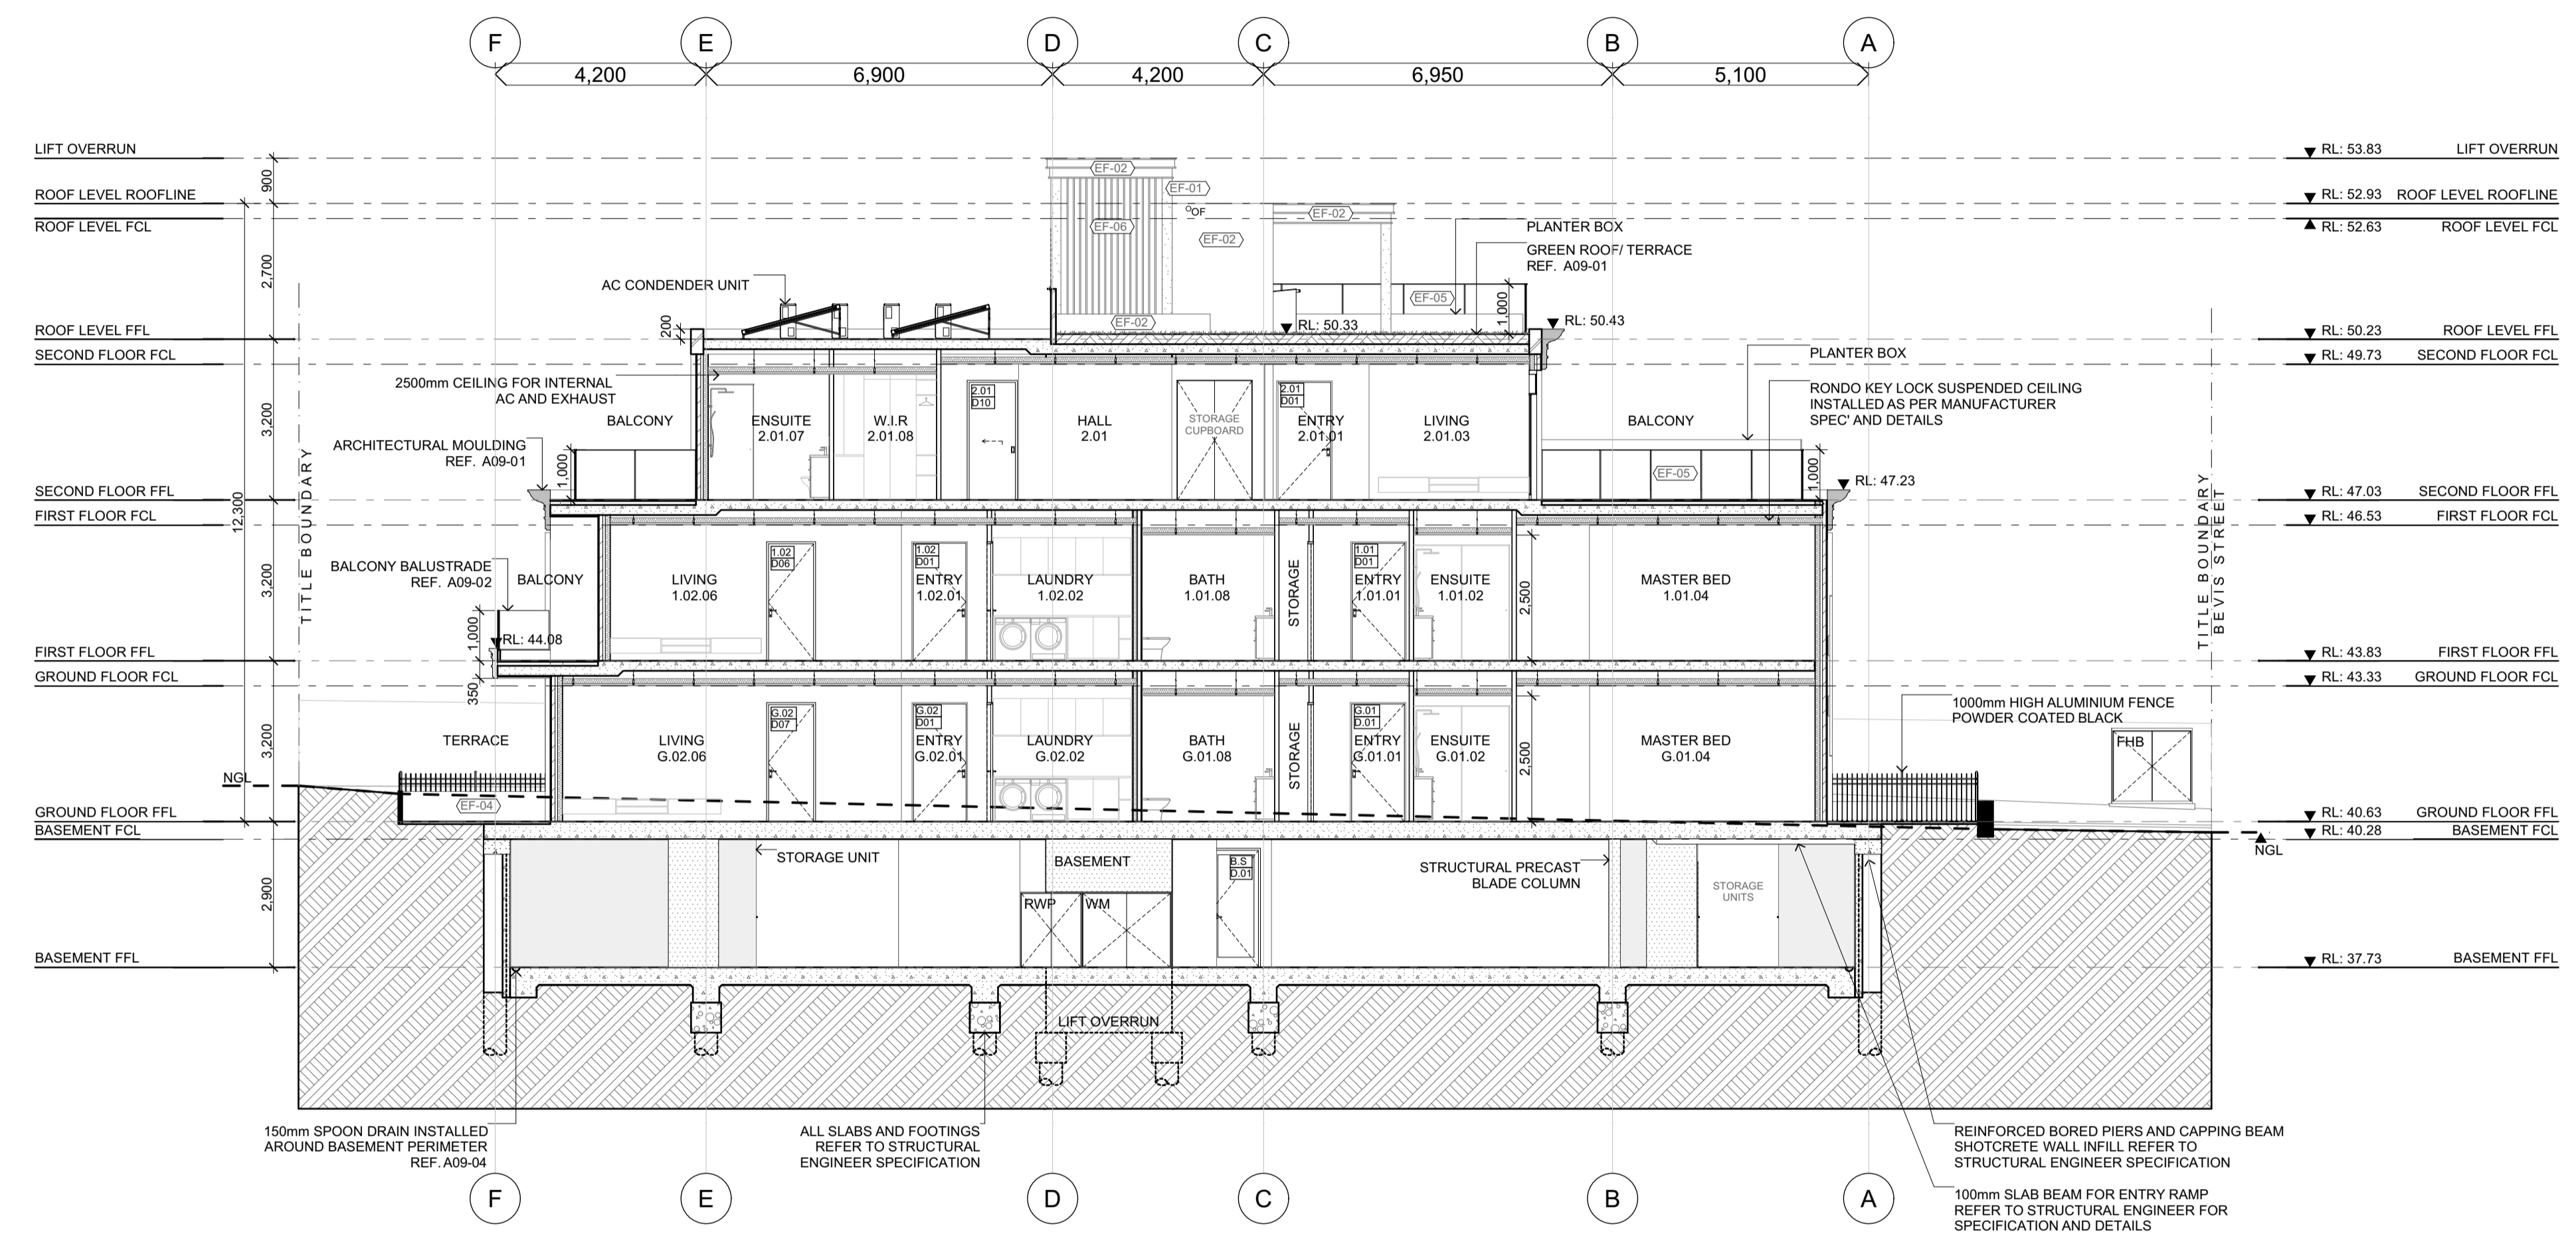 F
E
D
C
B
A
4,200
6,900
4,200
6,950
5,100
LIFT OVERRUN
ROOF LEVEL ROOFLINE
ROOF LEVEL FCL
ROOF LEVEL FFL
SECOND FLOOR FCL
SECOND FLOOR FFL
FIRST FLOOR FCL
FIRST FLOOR FFL
GROUND FLOOR FCL
NGL
GROUND FLOOR FFL
BASEMENT FCL
BASEMENT FFL
900
2,700
3,200
3,200
3,200
2,900
12,300
TITLE BOUNDARY
EF-02
EF-01
OF
EF-06
EF-02
EF-02
EF-02
PLANTER BOX
GREEN ROOF/ TERRACE
REF. A09-01
AC CONDENDER UNIT
200
EF-05
1,000
RL: 50.33
RL: 50.43
2500mm CEILING FOR INTERNAL
AC AND EXHAUST
BALCONY
ARCHITECTURAL MOULDING
REF. A09-01
1,000
ENSUITE
2.01.07
W.I.R
2.01.08
2.01
D10
HALL
2.01
STORAGE
CUPBOARD
2.01
D01
ENTRY
2.01.01
LIVING
2.01.03
BALCONY
EF-05
1,000
RL: 47.23
PLANTER BOX
RONDO KEY LOCK SUSPENDED CEILING
INSTALLED AS PER MANUFACTURER
SPEC' AND DETAILS
BALCONY BALUSTRADE
REF. A09-02
BALCONY
1,000
RL: 44.08
350
LIVING
1.02.06
1.02
D06
1.02
D01
ENTRY
1.02.01
LAUNDRY
1.02.02
BATH
1.01.08
STORAGE
1.01
D01
ENTRY
1.01.01
ENSUITE
1.01.02
2,500
MASTER BED
1.01.04
TERRACE
EF-04
LIVING
G.02.06
G.02
D07
G.02
D01
ENTRY
G.02.01
LAUNDRY
G.02.02
BATH
G.01.08
STORAGE
G.01
D.01
ENTRY
G.01.01
ENSUITE
G.01.02
2,500
MASTER BED
G.01.04
1000mm HIGH ALUMINIUM FENCE
POWDER COATED BLACK
FHB
NGL
TITLE BOUNDARY
BEVIS STREET
STORAGE UNIT
BASEMENT
RWP
WM
B.S
D.01
STRUCTURAL PRECAST
BLADE COLUMN
STORAGE
UNITS
LIFT OVERRUN
RL: 53.83 LIFT OVERRUN
RL: 52.93 ROOF LEVEL ROOFLINE
RL: 52.63 ROOF LEVEL FCL
RL: 50.23 ROOF LEVEL FFL
RL: 49.73 SECOND FLOOR FCL
RL: 47.03 SECOND FLOOR FFL
RL: 46.53 FIRST FLOOR FCL
RL: 43.83 FIRST FLOOR FFL
RL: 43.33 GROUND FLOOR FCL
RL: 40.63 GROUND FLOOR FFL
RL: 40.28 BASEMENT FCL
RL: 37.73 BASEMENT FFL
150mm SPOON DRAIN INSTALLED
AROUND BASEMENT PERIMETER
REF. A09-04
ALL SLABS AND FOOTINGS
REFER TO STRUCTURAL
ENGINEER SPECIFICATION
REINFORCED BORED PIERS AND CAPPING BEAM
SHOTCRETE WALL INFILL REFER TO
STRUCTURAL ENGINEER SPECIFICATION
100mm SLAB BEAM FOR ENTRY RAMP
REFER TO STRUCTURAL ENGINEER FOR
SPECIFICATION AND DETAILS
F
E
D
C
B
A